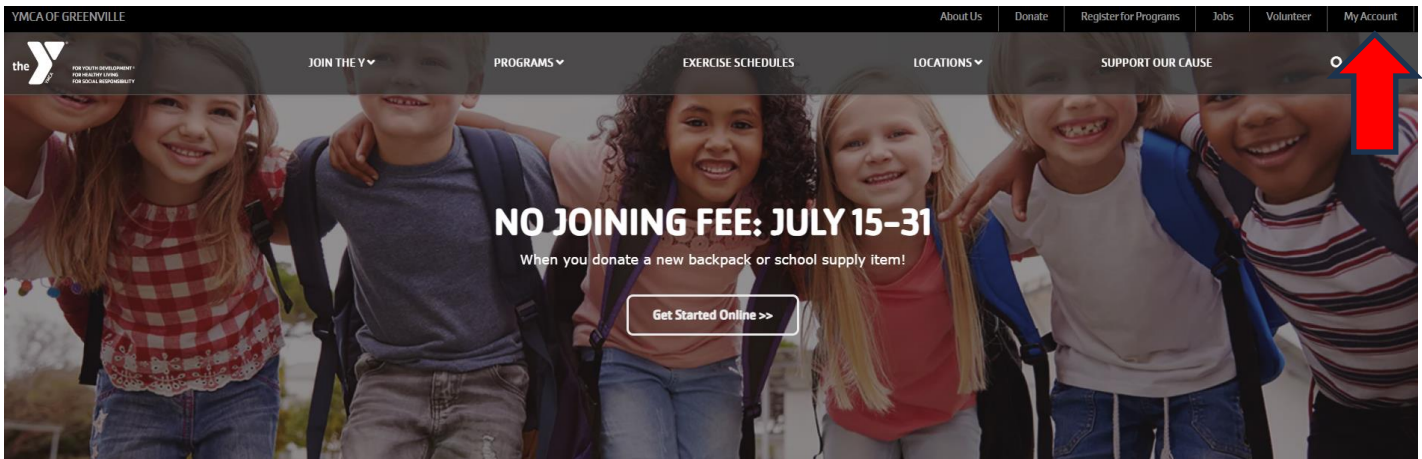 YMCA OF GREENVILLE
About Us Donate Register for Programs Jobs Volunteer My Account
the YMCA
FOR YOUTH DEVELOPMENT®
FOR HEALTHY LIVING
FOR SOCIAL RESPONSIBILITY
JOIN THE Y PROGRAMS EXERCISE SCHEDULES LOCATIONS SUPPORT OUR CAUSE
NO JOINING FEE: JULY 15-31
When you donate a new backpack or school supply item!
Get Started Online >>